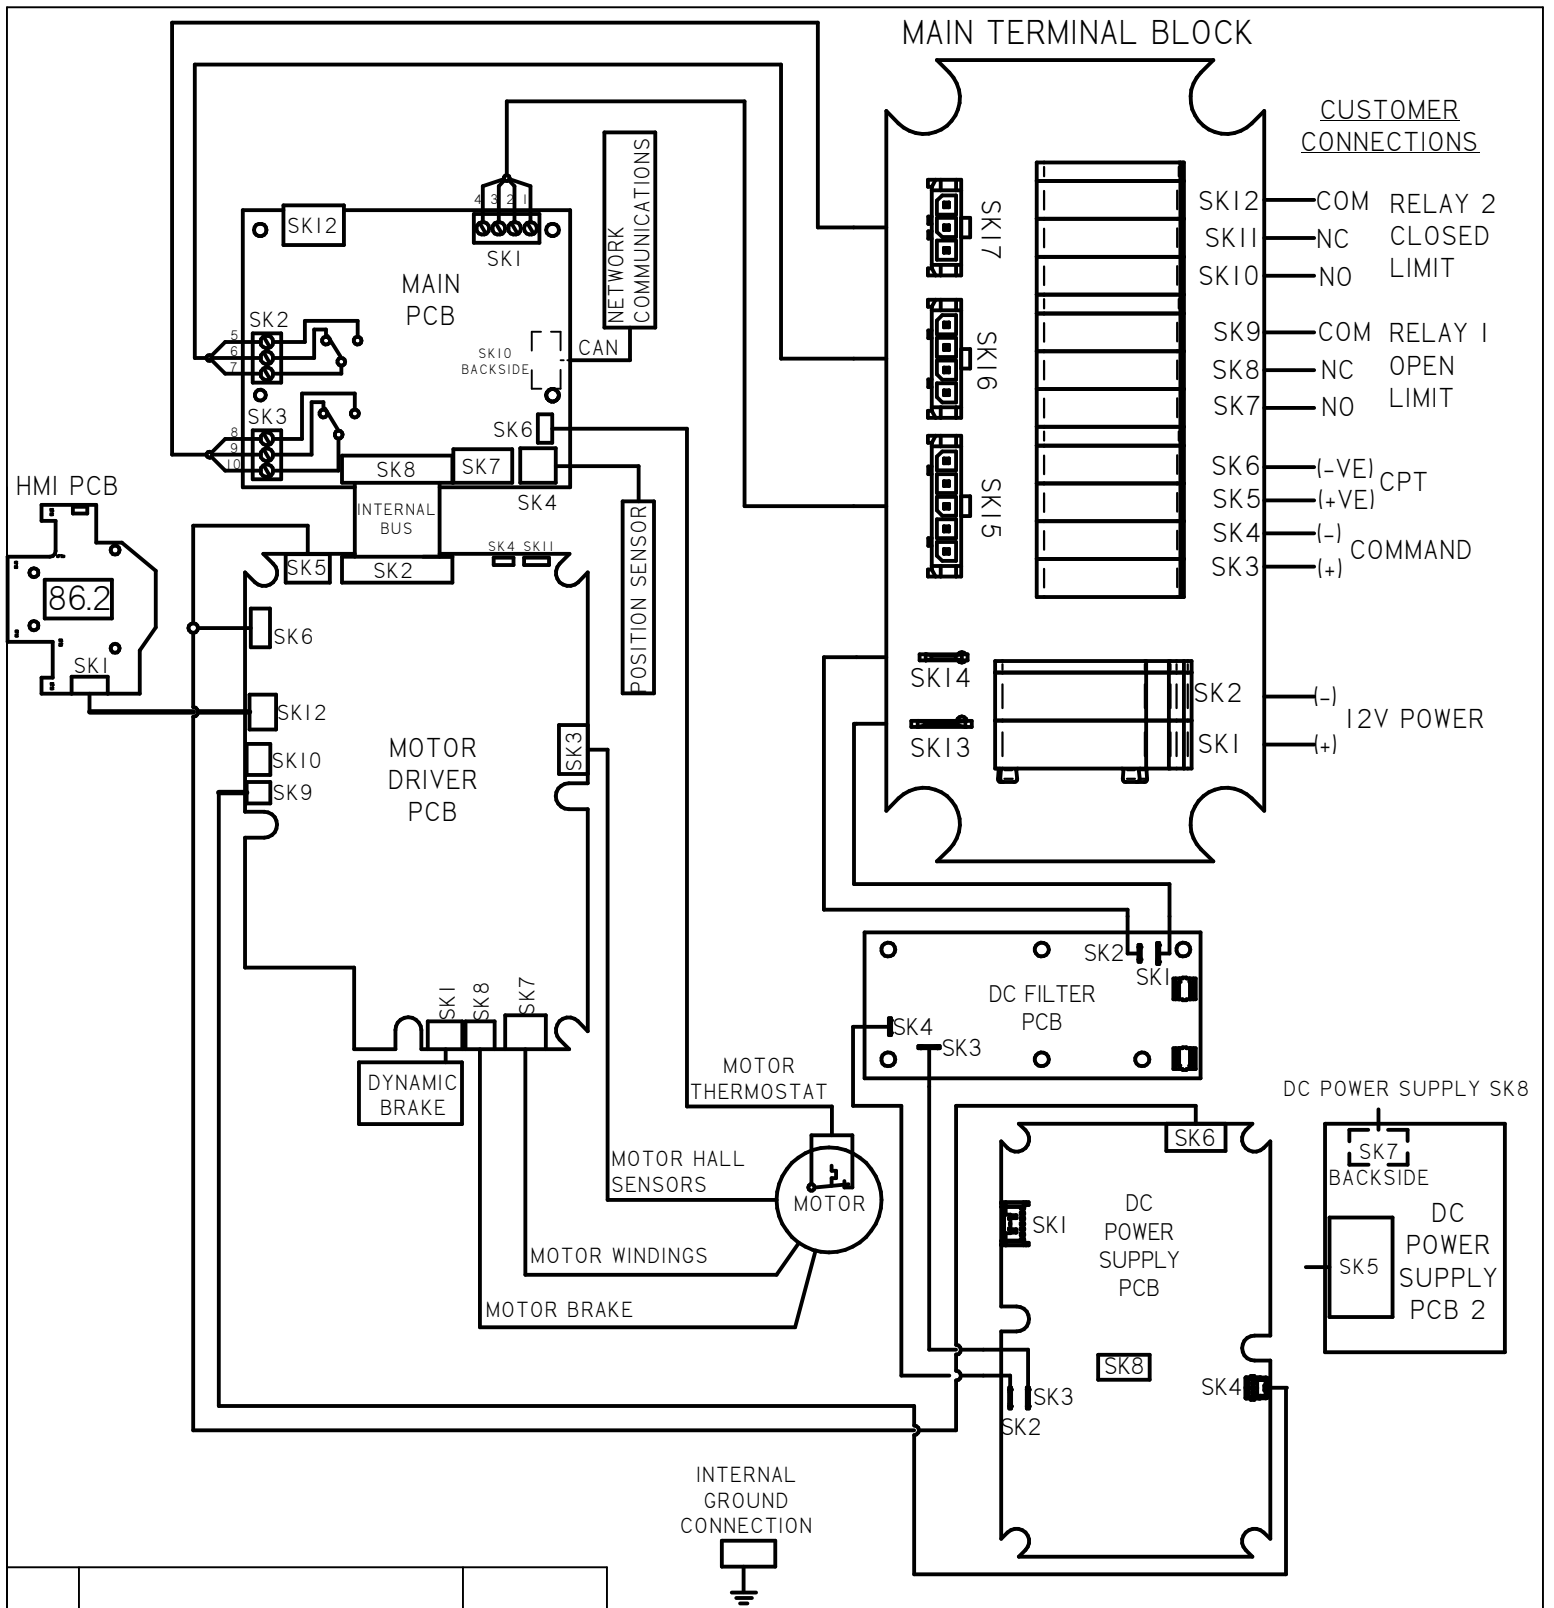 MAIN TERMINAL BLOCK
CUSTOMER
CONNECTIONS
SK12
COM
RELAY 2
SK11
NC
CLOSED
SK10
NO
LIMIT
SK9
COM
RELAY 1
SK8
NC
OPEN
SK7
NO
LIMIT
SK6
(-VE)
CPT
SK5
(+VE)
SK4
(-)
COMMAND
SK3
(+)
SK2
(-)
12V POWER
SK1
(+)
SK17
SK16
SK15
SK14
SK13
NETWORK
COMMUNICATIONS
SK12
4 3 2 1
SK1
MAIN
PCB
SK2
5
6
7
SK10
BACKSIDE
CAN
SK3
8
9
10
SK6
SK8
SK7
SK4
INTERNAL
BUS
POSITION SENSOR
HMI PCB
86.2
SK1
SK5
SK2
SK4 SK11
SK6
SK12
SK10
SK9
SK3
MOTOR
DRIVER
PCB
SK1
SK8
SK7
DYNAMIC
BRAKE
MOTOR
THERMOSTAT
MOTOR HALL
SENSORS
MOTOR
MOTOR WINDINGS
MOTOR BRAKE
SK2
SK1
DC FILTER
PCB
SK4
SK3
SK6
SK1
DC
POWER
SUPPLY
PCB
SK8
SK4
SK3
SK2
DC POWER SUPPLY SK8
SK7
BACKSIDE
SK5
DC
POWER
SUPPLY
PCB 2
INTERNAL
GROUND
CONNECTION